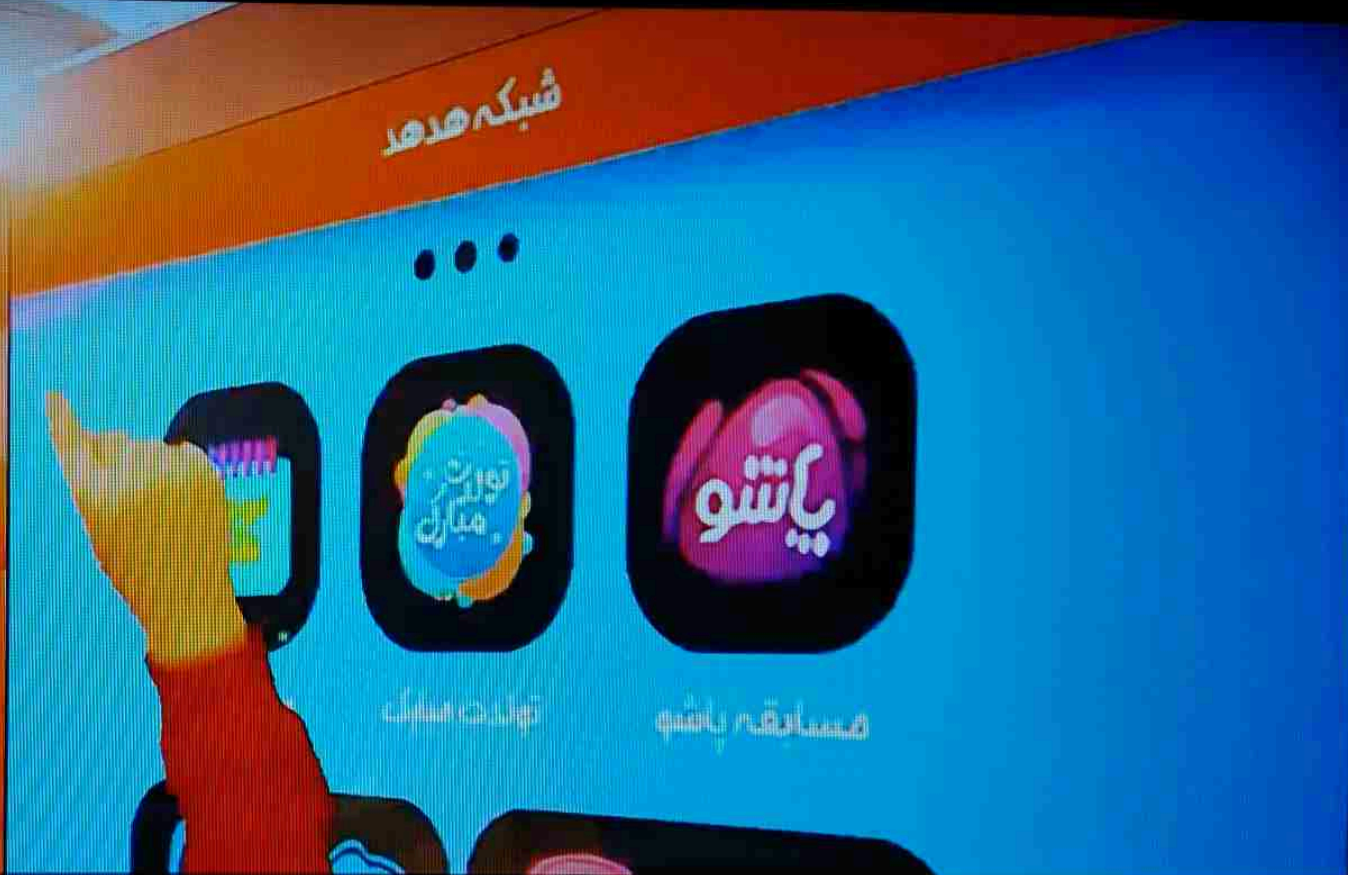 شبکه هدهد
پاشو
تولدت
مبارک
مسابقه پاشو
تولدت مبارک